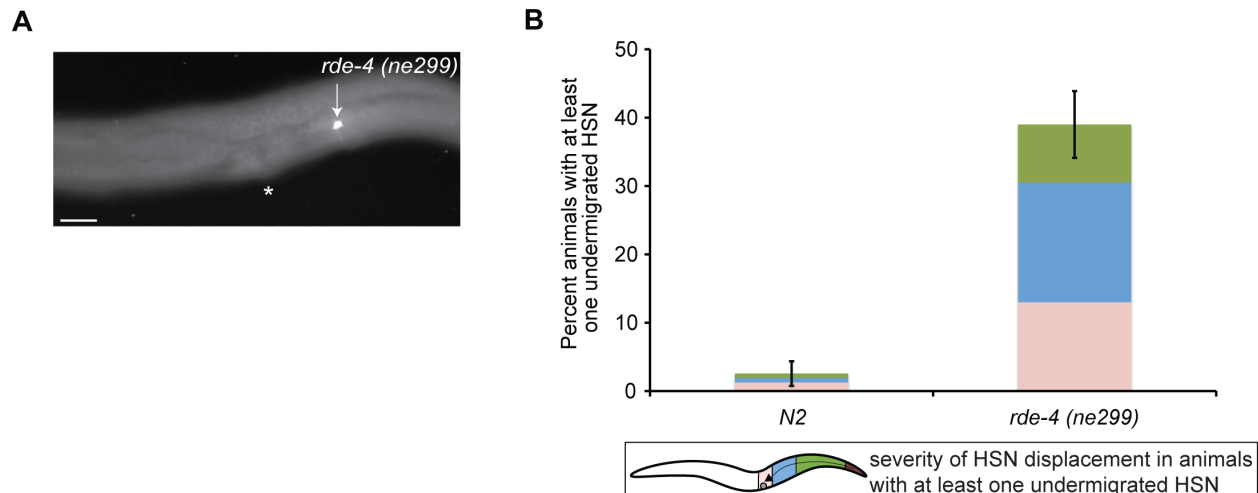 A
rde-4 (ne299)
*
B
Percent animals with at least
one undermigrated HSN
50
40
30
20
10
0
N2
rde-4 (ne299)
severity of HSN displacement in animals
with at least one undermigrated HSN